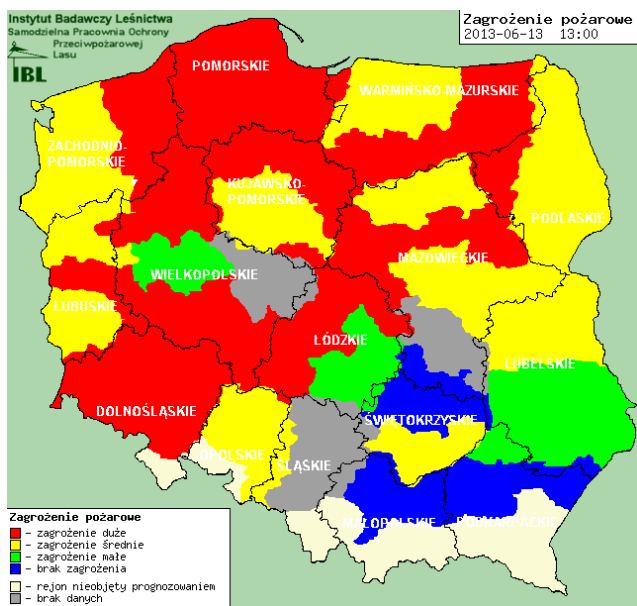 Instytut Badawczy Leśnictwa
Samodzielna Pracownia Ochrony
Przeciwpożarowej
Lasu
IBL
Zagrożenie pożarowe
2013-06-13 13:00
POMORSKIE
WARMIŃSKO-MAZURSKIE
ZACHODNIO-
POMORSKIE
KUJAWSKO-
POMORSKIE
PODLASKIE
MAZOWIECKIE
WIELKOPOLSKIE
LUBUSKIE
ŁÓDZKIE
LUBELSKIE
DOLNOŚLĄSKIE
ŚWIĘTOKRZYSKIE
OPOLSKIE
ŚLĄSKIE
MAŁOPOLSKIE
PODKARPACKIE
Zagrożenie pożarowe
– zagrożenie duże
– zagrożenie średnie
– zagrożenie małe
– brak zagrożenia
– rejon nieobjęty prognozowaniem
– brak danych